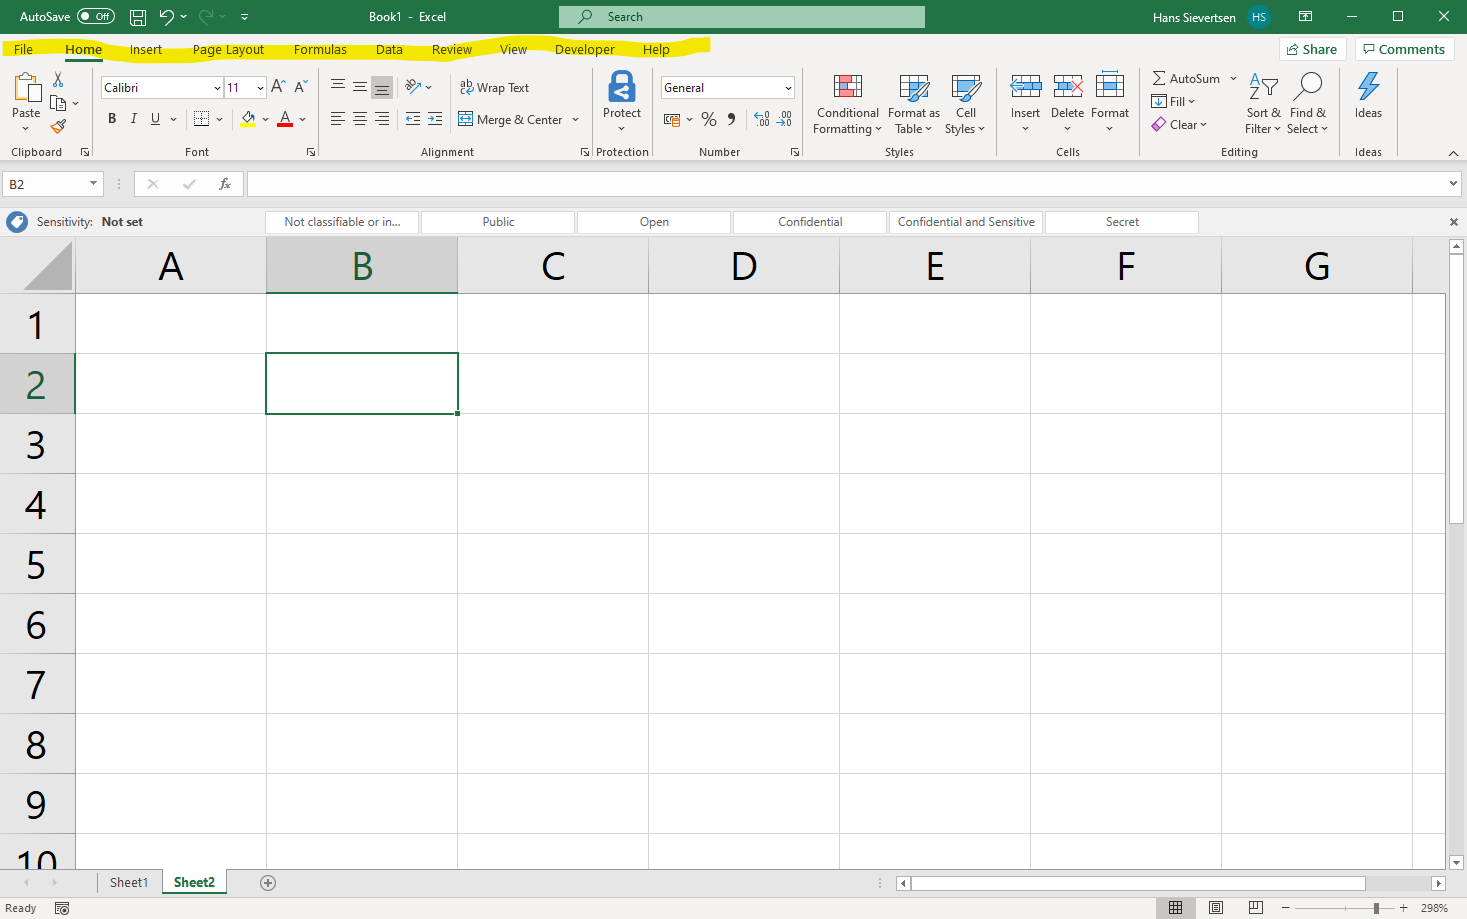 AutoSave Off Book1 - Excel Search Hans Sievertsen HS
File Home Insert Page Layout Formulas Data Review View Developer Help Share Comments
Calibri 11 A A ab Wrap Text General AutoSum
Paste B I U A Merge & Center Protect % Conditional Formatting Format as Table Cell Styles Insert Delete Format Fill Sort & Filter Find & Select Ideas
Clear
Clipboard Font Alignment Protection Number Styles Cells Editing Ideas
B2 fx
Sensitivity: Not set Not classifiable or in... Public Open Confidential Confidential and Sensitive Secret
A B C D E F G
1
2
3
4
5
6
7
8
9
10
Sheet1 Sheet2
Ready 298%